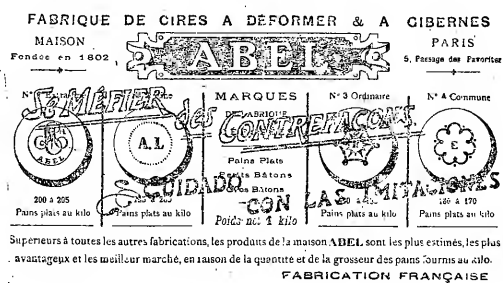 FABRIQUE DE CIRES A DÉFORMER & A GIBERNES
MAISON
Fondée en 1802
ABEL
PARIS
5, Passage des Favorites
SE MÉFIER des CONTREFAÇONS
MARQUES
DE FABRIQUE
Pains Plats
Petits Bâtons
Gros Bâtons
Poids net 1 kilo
ABEL
200 à 205
Pains plats au kilo
A.L
Pains plats au kilo
N° 3 Ordinaire
Pains plats au kilo
N° 4 Commune
E
160 à 170
Pains plats au kilo
CUIDADO CON LAS IMITACIONES
Supérieurs à toutes les autres fabrications, les produits de la maison ABEL sont les plus estimés, les plus
avantageux et les meilleur marché, en raison de la quantité et de la grosseur des pains fournis au kilo.
FABRICATION FRANÇAISE